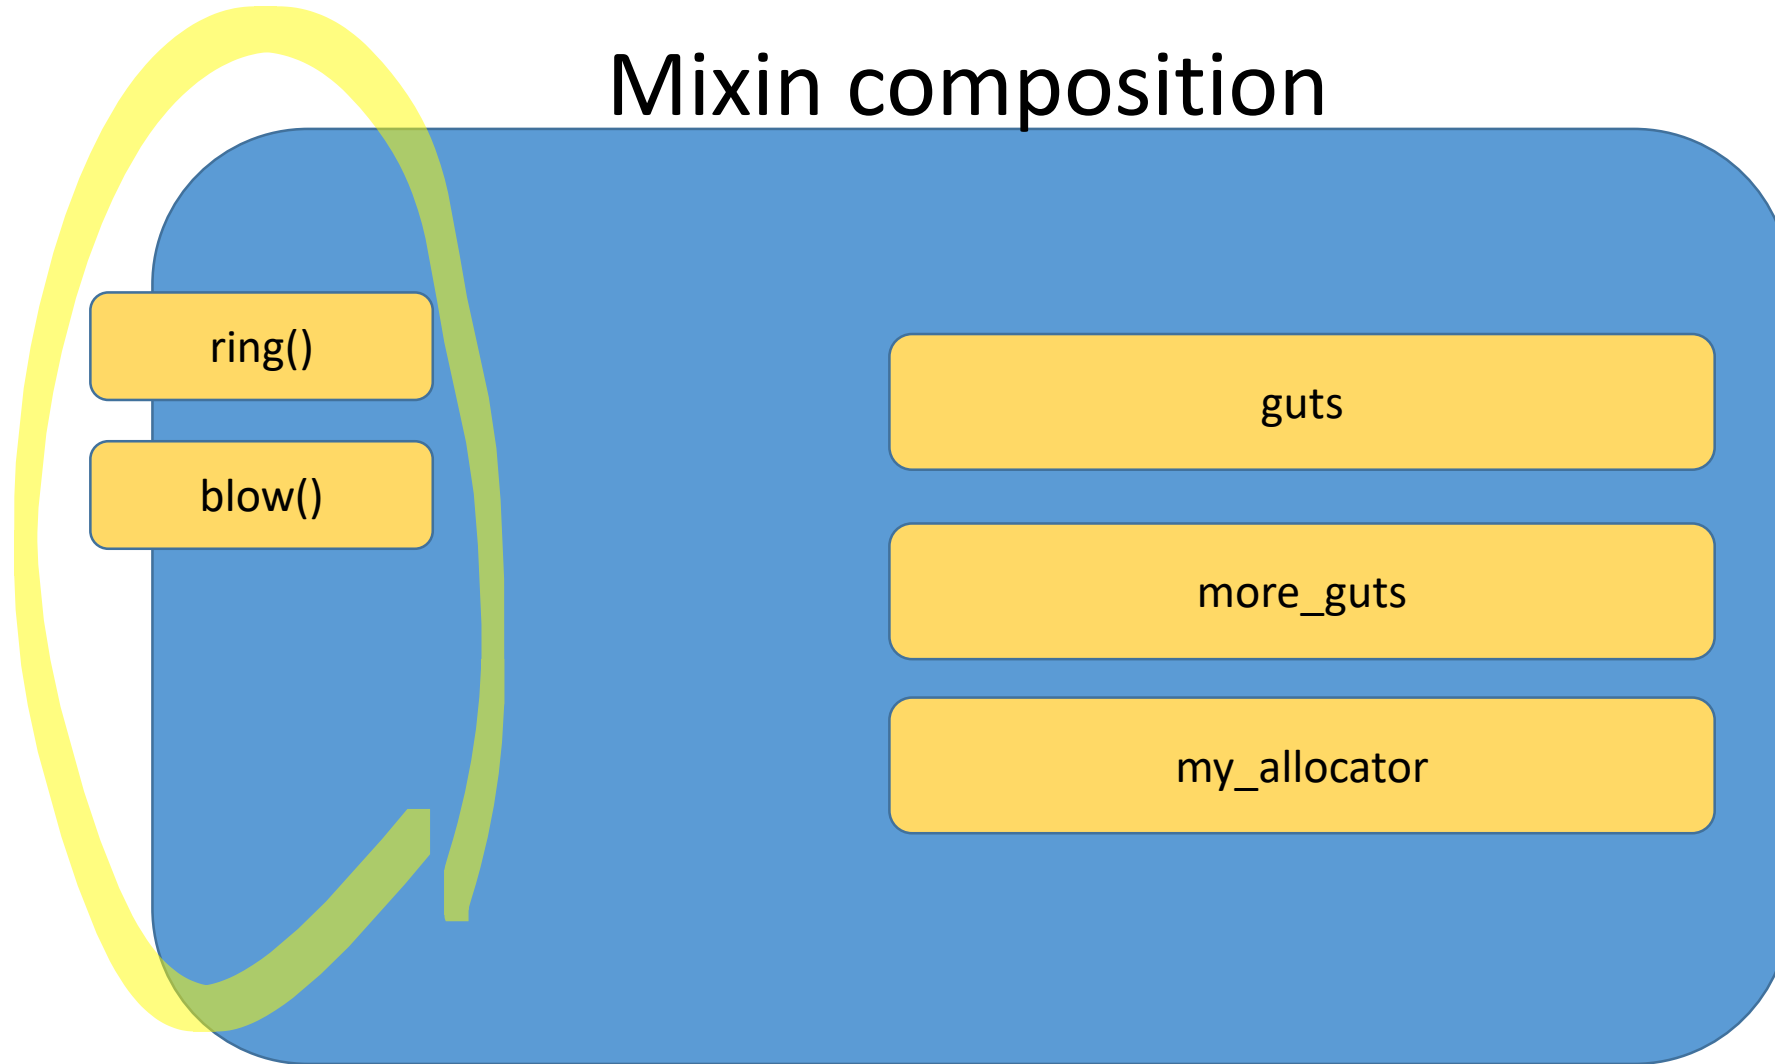 Mixin composition
ring()
blow()
guts
more_guts
my_allocator